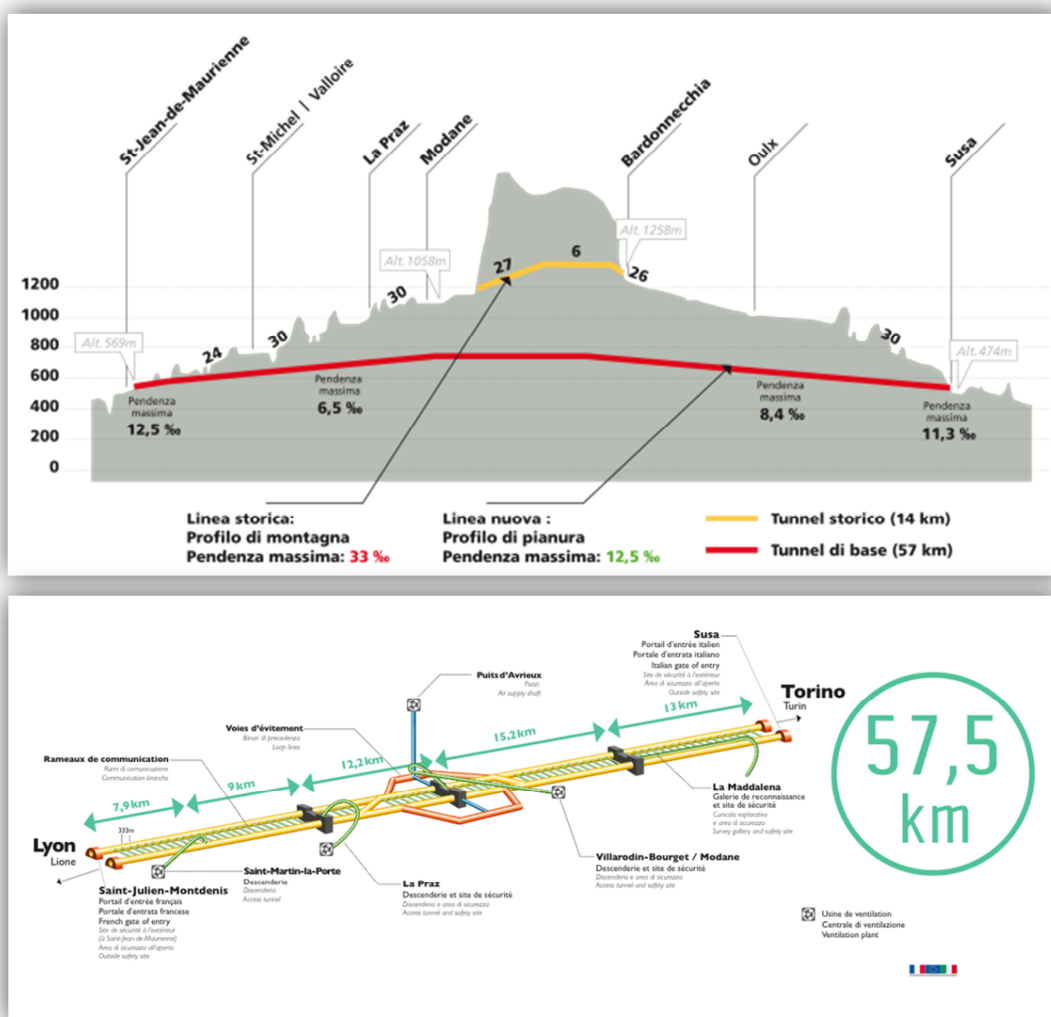 St-Jean-de-Maurienne
St-Michel | Valloire
La Praz
Modane
Bardonnecchia
Oulx
Susa
Alt.1258m
Alt.1058m
Alt.569m
Alt.474m
1200
1000
800
600
400
200
0
24
30
30
27
6
26
30
Pendenza
massima
12,5 ‰
Pendenza
massima
6,5 ‰
Pendenza
massima
8,4 ‰
Pendenza
massima
11,3 ‰
Linea storica:
Profilo di montagna
Pendenza massima: 33 ‰
Linea nuova :
Profilo di pianura
Pendenza massima: 12,5 ‰
Tunnel storico (14 km)
Tunnel di base (57 km)
Susa
Portail d'entrée italien
Portale d'entrata italiano
Italian gate of entry
Site de sécurité à l'extérieur
Area di sicurezza all'aperto
Outside safety site
Torino
Turin
Puits d'Avrieux
Pozzi
Air supply shaft
Voies d'évitement
Binari di precedenza
Loop lines
Rameaux de communication
Rami di comunicazione
Communication branchs
7,9 km
9 km
12,2 km
15,2 km
13 km
333m
Lyon
Lione
Saint-Julien-Montdenis
Portail d'entrée français
Portale d'entrata francese
French gate of entry
Site de sécurité à l'extérieur
(à Saint-Jean-de-Maurienne)
Area di sicurezza all'aperto
Outside safety site
Saint-Martin-la-Porte
Descenderie
Discenderia
Access tunnel
La Praz
Descenderie et site de sécurité
Discenderia e area di sicurezza
Access tunnel and safety site
Villarodin-Bourget / Modane
Descenderie et site de sécurité
Discenderia e area di sicurezza
Access tunnel and safety site
La Maddalena
Galerie de reconnaissance
et site de sécurité
Cunicolo esplorativo
e area di sicurezza
Survey gallery and safety site
57,5
km
Usine de ventilation
Centrale di ventilazione
Ventilation plant